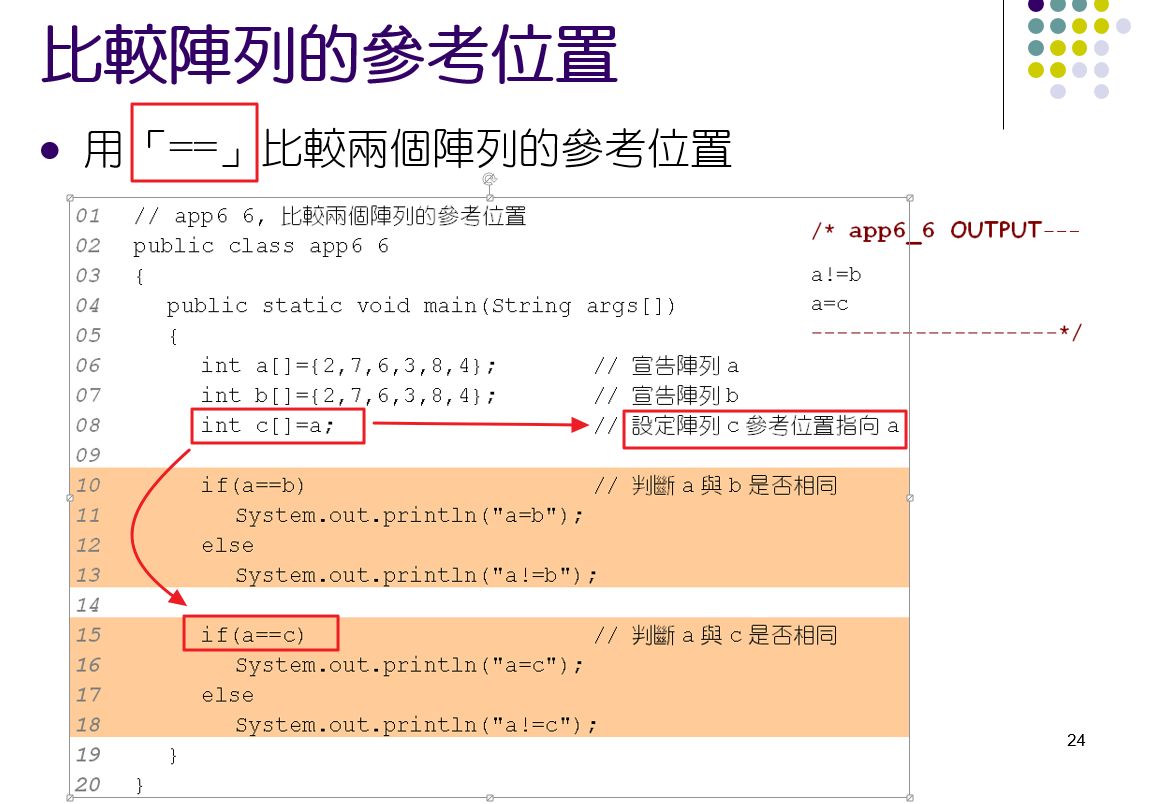 比較陣列的參考位置
● 用「==」比較兩個陣列的參考位置
01 // app6 6, 比較兩個陣列的參考位置
02 public class app6 6
03 {
04 public static void main(String args[])
05 {
06 int a[]={2,7,6,3,8,4}; // 宣告陣列 a
07 int b[]={2,7,6,3,8,4}; // 宣告陣列 b
08 int c[]=a; // 設定陣列 c 參考位置指向 a
09
10 if(a==b) // 判斷 a 與 b 是否相同
11 System.out.println("a=b");
12 else
13 System.out.println("a!=b");
14
15 if(a==c) // 判斷 a 與 c 是否相同
16 System.out.println("a=c");
17 else
18 System.out.println("a!=c");
19 }
20 }
/* app6_6 OUTPUT---
a!=b
a=c
-------------------*/
24